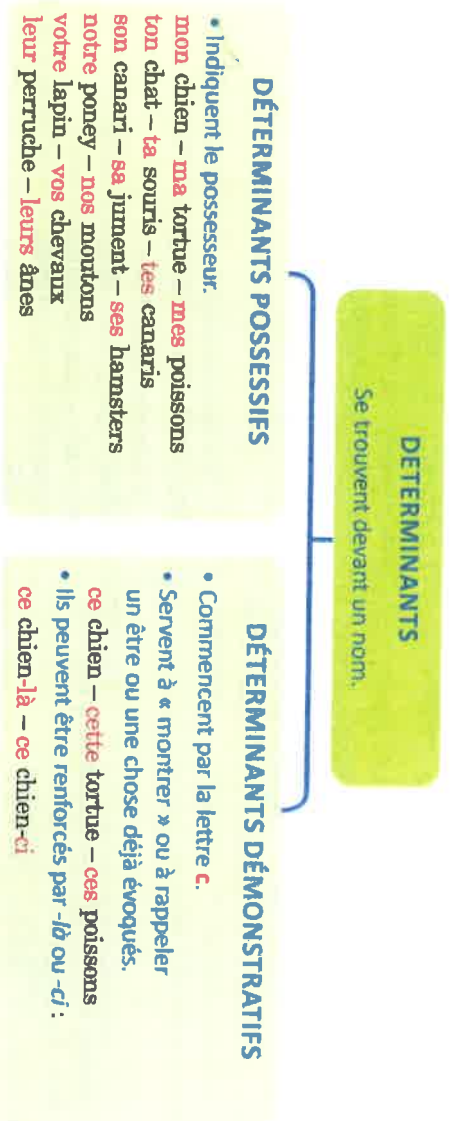 DÉTERMINANTS
Se trouvent devant un nom.
DÉTERMINANTS POSSESSIFS
• Indiquent le possesseur.
mon chien – ma tortue – mes poissons
ton chat – ta souris – tes canaris
son canari – sa jument – ses hamsters
notre poney – nos moutons
votre lapin – vos chevaux
leur perruche – leurs ânes
DÉTERMINANTS DÉMONSTRATIFS
• Commencent par la lettre c.
• Servent à « montrer » ou à rappeler
un être ou une chose déjà évoqués.
ce chien – cette tortue – ces poissons
• Ils peuvent être renforcés par -là ou -ci :
ce chien-là – ce chien-ci